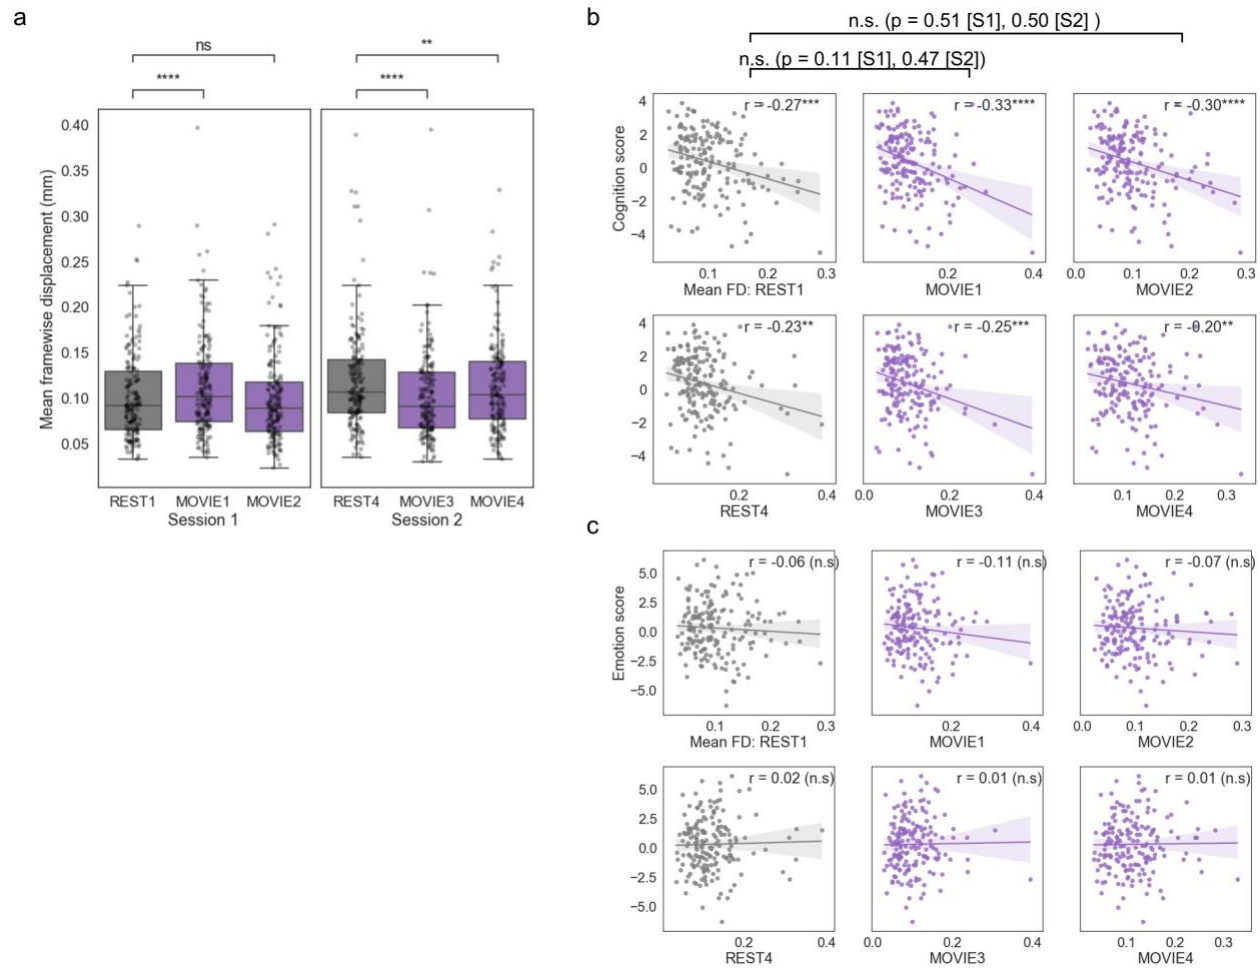 a
ns
**
****
****
Mean framewise displacement (mm)
0.40
0.35
0.30
0.25
0.20
0.15
0.10
0.05
REST1 MOVIE1 MOVIE2
Session 1
REST4 MOVIE3 MOVIE4
Session 2
b
n.s. (p = 0.51 [S1], 0.50 [S2] )
n.s. (p = 0.11 [S1], 0.47 [S2])
Cognition score
4
2
0
−2
−4
r = -0.27***
0.1 0.2 0.3
Mean FD: REST1
r = -0.33****
0.2 0.4
MOVIE1
r = -0.30****
0.0 0.1 0.2 0.3
MOVIE2
4
2
0
−2
−4
r = -0.23**
0.2 0.4
REST4
r = -0.25***
0.0 0.2 0.4
MOVIE3
r = -0.20**
0.1 0.2 0.3
MOVIE4
c
Emotion score
5.0
2.5
0.0
−2.5
−5.0
r = -0.06 (n.s)
0.1 0.2 0.3
Mean FD: REST1
r = -0.11 (n.s)
0.2 0.4
MOVIE1
r = -0.07 (n.s)
0.0 0.1 0.2 0.3
MOVIE2
5.0
2.5
0.0
−2.5
−5.0
r = 0.02 (n.s)
0.2 0.4
REST4
r = 0.01 (n.s)
0.0 0.2 0.4
MOVIE3
r = 0.01 (n.s)
0.1 0.2 0.3
MOVIE4